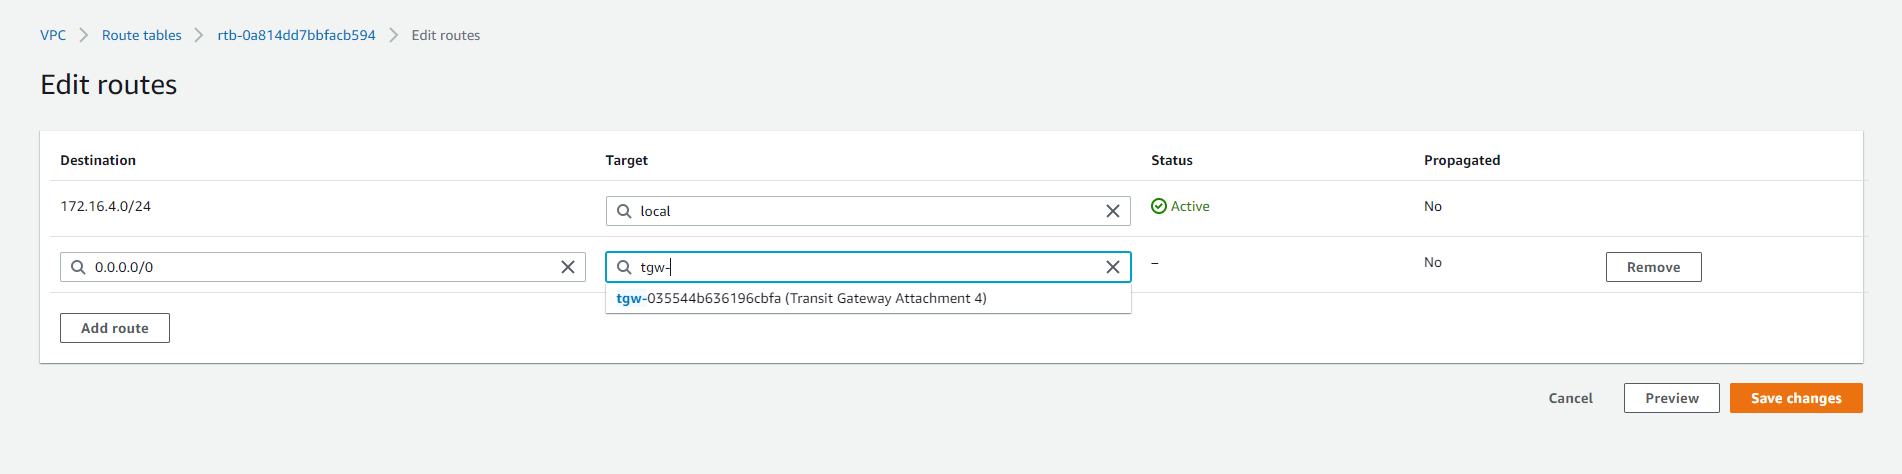 VPC > Route tables > rtb-0a814dd7bbfacb594 > Edit routes
Edit routes
Destination Target Status Propagated
172.16.4.0/24 local Active No
0.0.0.0/0 tgw- – No Remove
tgw-035544b636196cbfa (Transit Gateway Attachment 4)
Add route
Cancel Preview Save changes